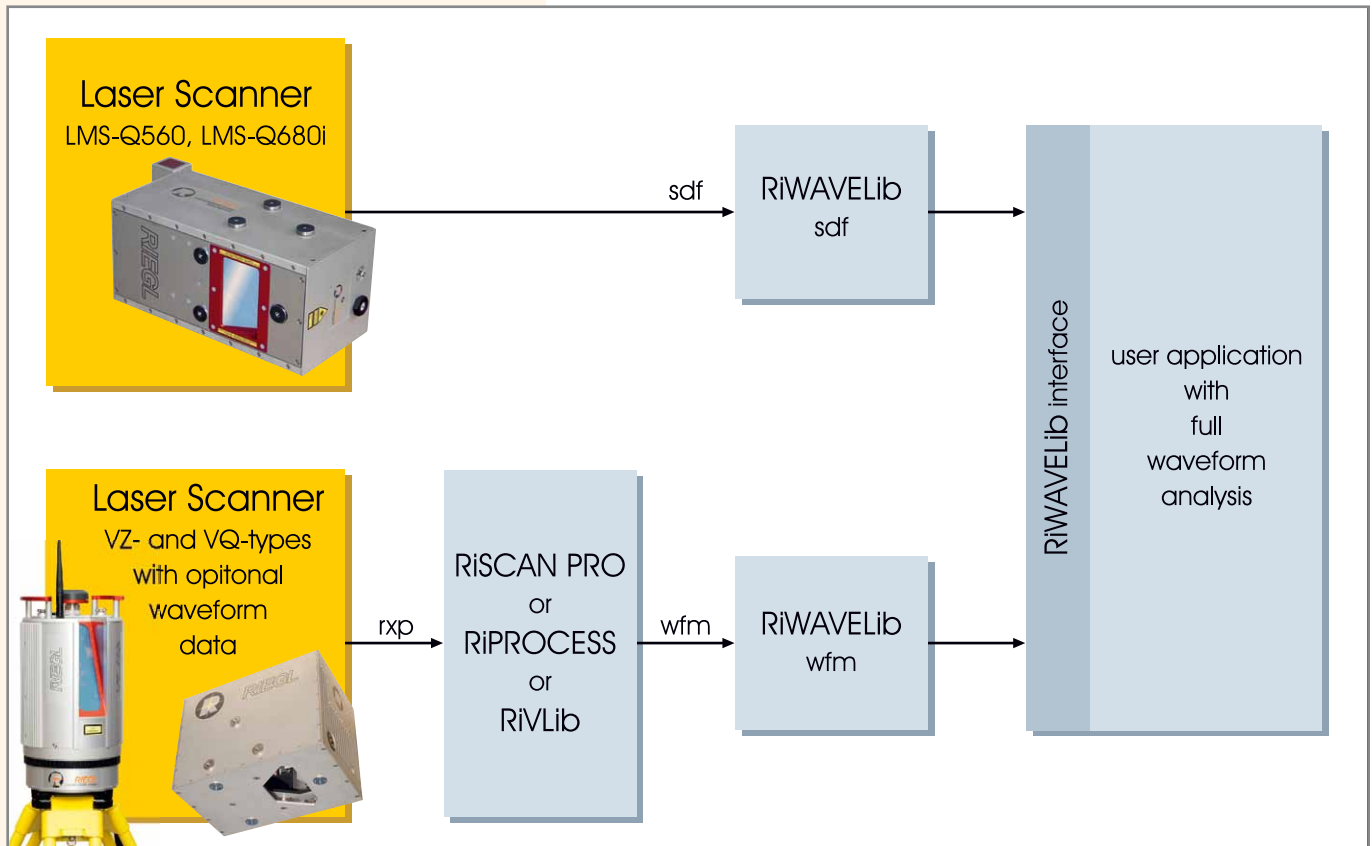 Laser Scanner
LMS-Q560, LMS-Q680i
RIEGL
sdf
RiWAVELib
sdf
RiWAVELib interface
user application
with
full
waveform
analysis
Laser Scanner
VZ- and VQ-types
with opitonal
waveform
data
RIEGL
RIEGL
RIEGL
rxp
RiSCAN PRO
or
RiPROCESS
or
RiVLib
wfm
RiWAVELib
wfm